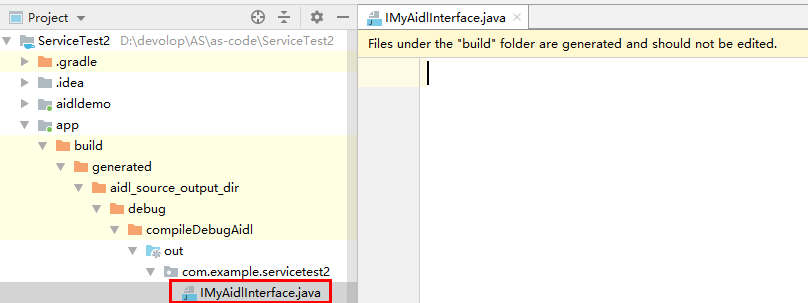 Project
ServiceTest2 D:\devolop\AS\as-code\ServiceTest2
.gradle
.idea
aidldemo
app
build
generated
aidl_source_output_dir
debug
compileDebugAidl
out
com.example.servicetest2
IMyAidlInterface.java
IMyAidlInterface.java
Files under the "build" folder are generated and should not be edited.